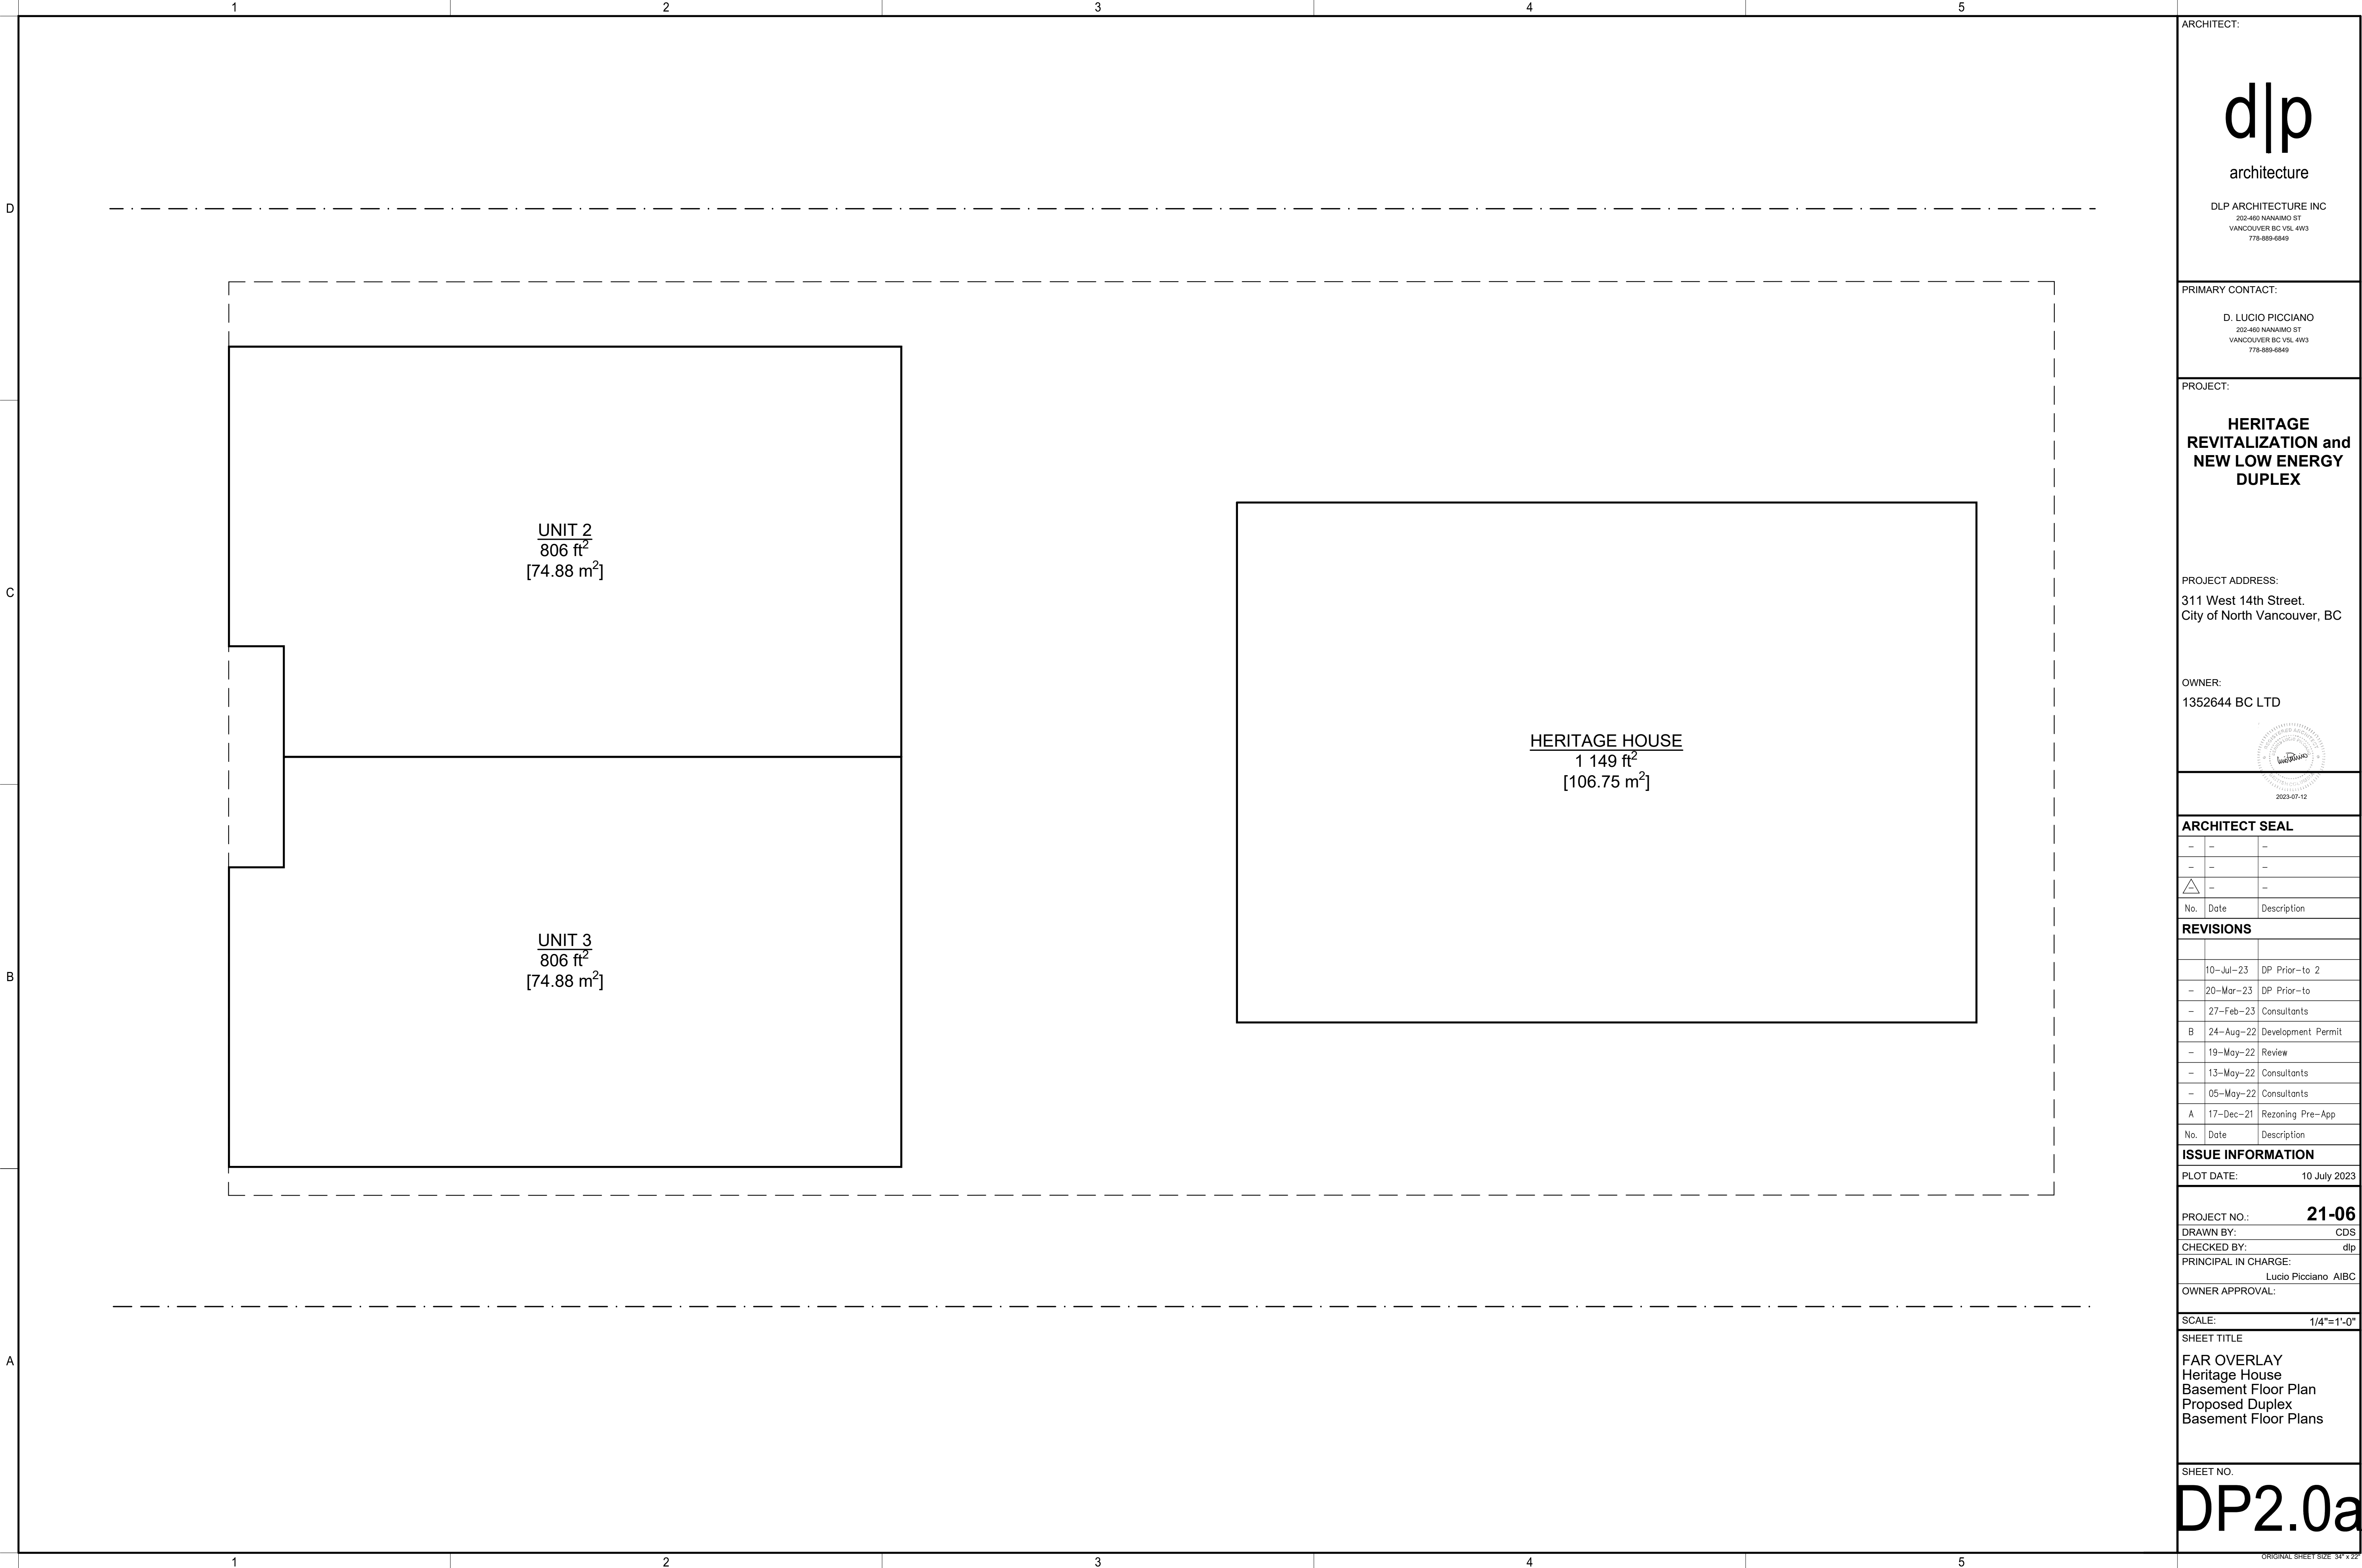 1 2 3 4 5
D
C
B
A
UNIT 2
806 ft2
[74.88 m2]
UNIT 3
806 ft2
[74.88 m2]
HERITAGE HOUSE
1 149 ft2
[106.75 m2]
1 2 3 4 5
ARCHITECT:
d|p
architecture
DLP ARCHITECTURE INC
202-460 NANAIMO ST
VANCOUVER BC V5L 4W3
778-889-6849
PRIMARY CONTACT:
D. LUCIO PICCIANO
202-460 NANAIMO ST
VANCOUVER BC V5L 4W3
778-889-6849
PROJECT:
HERITAGE
REVITALIZATION and
NEW LOW ENERGY
DUPLEX
PROJECT ADDRESS:
311 West 14th Street.
City of North Vancouver, BC
OWNER:
1352644 BC LTD
REGISTERED ARCHITECT
2023-07-12
ARCHITECT SEAL
– – –
– – –
– – –
No. Date Description
REVISIONS
10-Jul-23 DP Prior-to 2
– 20-Mar-23 DP Prior-to
– 27-Feb-23 Consultants
B 24-Aug-22 Development Permit
– 19-May-22 Review
– 13-May-22 Consultants
– 05-May-22 Consultants
A 17-Dec-21 Rezoning Pre-App
No. Date Description
ISSUE INFORMATION
PLOT DATE: 10 July 2023
PROJECT NO.: 21-06
DRAWN BY: CDS
CHECKED BY: dlp
PRINCIPAL IN CHARGE:
Lucio Picciano AIBC
OWNER APPROVAL:
SCALE: 1/4"=1'-0"
SHEET TITLE
FAR OVERLAY
Heritage House
Basement Floor Plan
Proposed Duplex
Basement Floor Plans
SHEET NO.
DP2.0a
ORIGINAL SHEET SIZE 34" x 22"